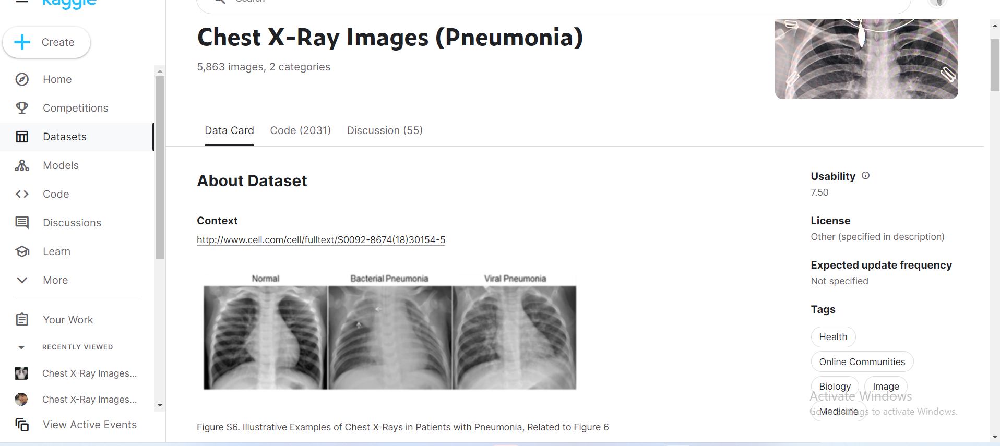 kaggle
Search
Create
Home
Competitions
Datasets
Models
Code
Discussions
Learn
More
Your Work
RECENTLY VIEWED
Chest X-Ray Images...
Chest X-Ray Images...
View Active Events
Chest X-Ray Images (Pneumonia)
5,863 images, 2 categories
Data Card Code (2031) Discussion (55)
About Dataset
Context
http://www.cell.com/cell/fulltext/S0092-8674(18)30154-5
Normal Bacterial Pneumonia Viral Pneumonia
Figure S6. Illustrative Examples of Chest X-Rays in Patients with Pneumonia, Related to Figure 6
Usability
7.50
License
Other (specified in description)
Expected update frequency
Not specified
Tags
Health
Online Communities
Biology Image
Activate Windows
Medicine
Go to Settings to activate Windows.